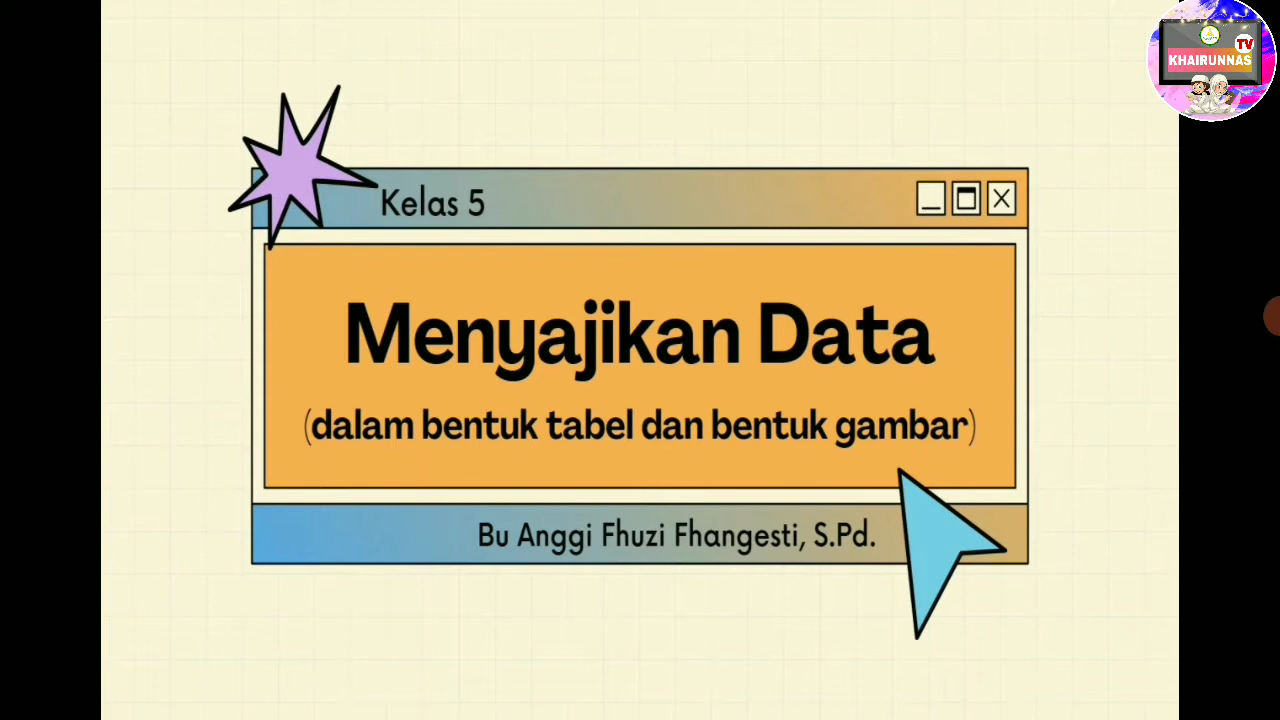 TV
KHAIRUNNAS
Kelas 5
Menyajikan Data
(dalam bentuk tabel dan bentuk gambar)
Bu Anggi Fhuzi Fhangesti, S.Pd.